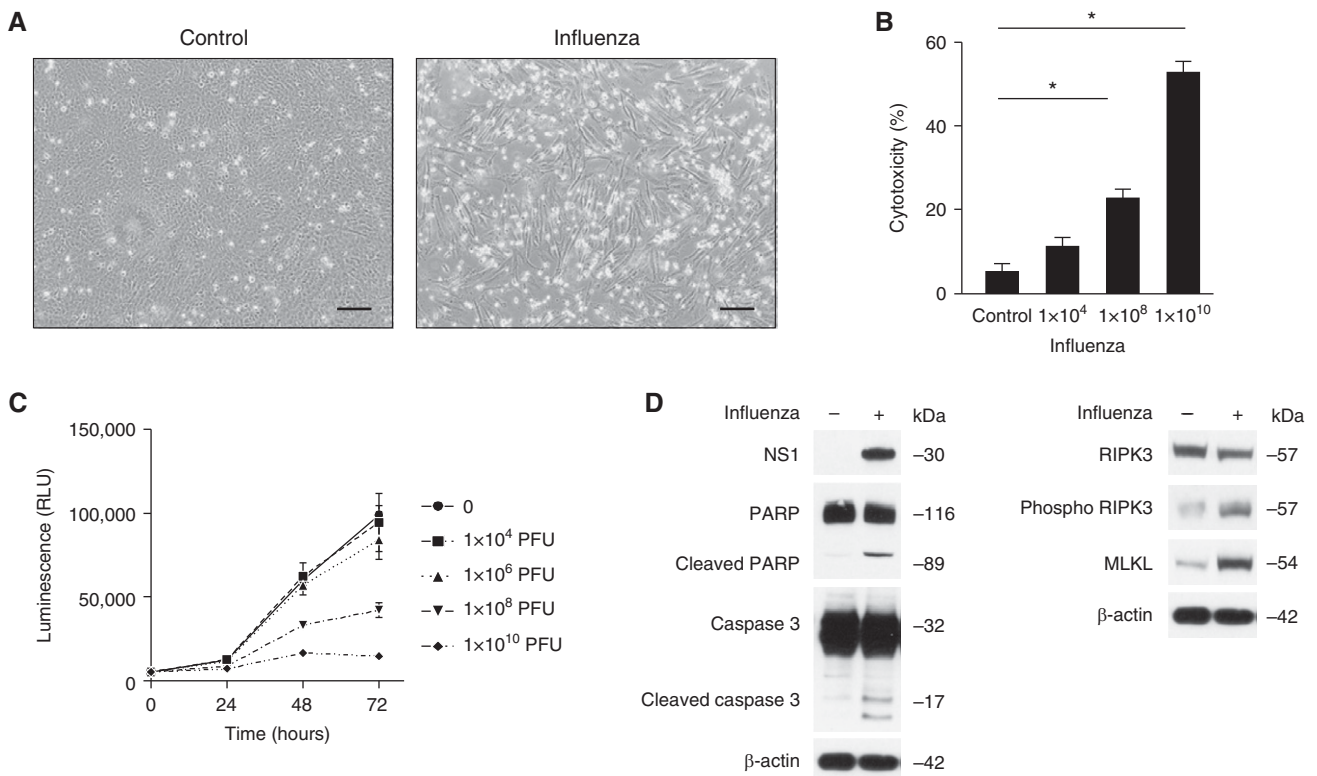 A
Control
Influenza
B
*
*
60
40
20
0
Cytotoxicity (%)
Control 1×10⁴ 1×10⁸ 1×10¹⁰
Influenza
C
150,000
100,000
50,000
0
Luminescence (RLU)
0 24 48 72
Time (hours)
0
1×10⁴ PFU
1×10⁶ PFU
1×10⁸ PFU
1×10¹⁰ PFU
D
Influenza – + kDa
NS1 –30
PARP –116
Cleaved PARP –89
Caspase 3 –32
Cleaved caspase 3 –17
β-actin –42
Influenza – + kDa
RIPK3 –57
Phospho RIPK3 –57
MLKL –54
β-actin –42